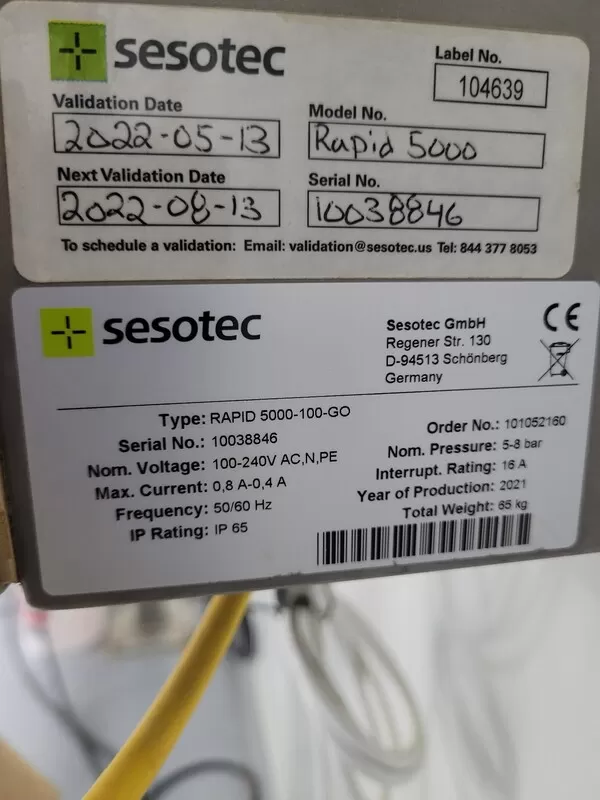 sesotec
Label No.
104639
Validation Date
2022-05-13
Model No.
Rapid 5000
Next Validation Date
2022-08-13
Serial No.
10038846
To schedule a validation: Email: validation@sesotec.us Tel: 844 377 8053
sesotec
Sesotec GmbH
Regener Str. 130
D-94513 Schönberg
Germany
CE
Type: RAPID 5000-100-GO
Serial No.: 10038846
Nom. Voltage: 100-240V AC,N,PE
Max. Current: 0,8 A-0,4 A
Frequency: 50/60 Hz
IP Rating: IP 65
Order No.: 101052160
Nom. Pressure: 5-8 bar
Interrupt. Rating: 16 A
Year of Production: 2021
Total Weight: 65 kg